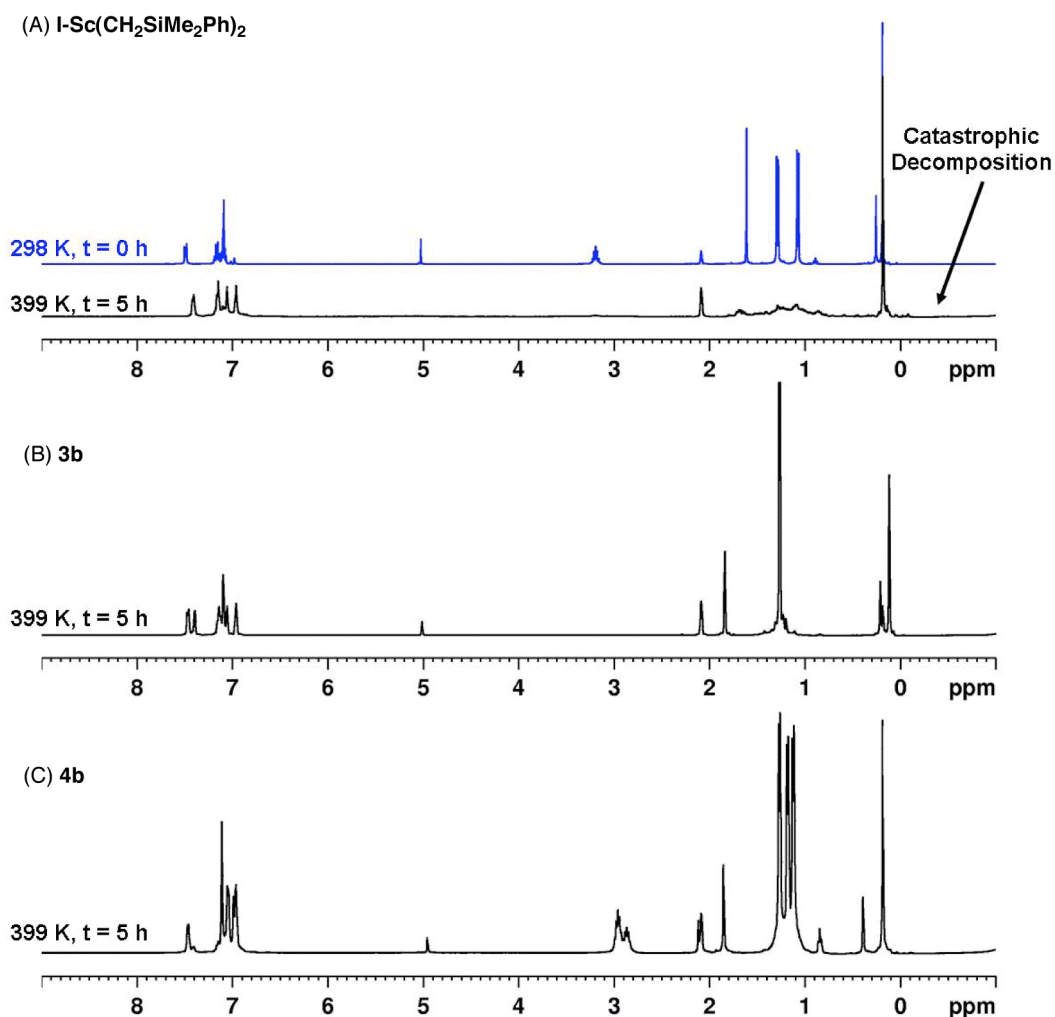 (A) I-Sc(CH₂SiMe₂Ph)₂
Catastrophic
Decomposition
298 K, t = 0 h
399 K, t = 5 h
8 7 6 5 4 3 2 1 0 ppm
(B) 3b
399 K, t = 5 h
8 7 6 5 4 3 2 1 0 ppm
(C) 4b
399 K, t = 5 h
8 7 6 5 4 3 2 1 0 ppm